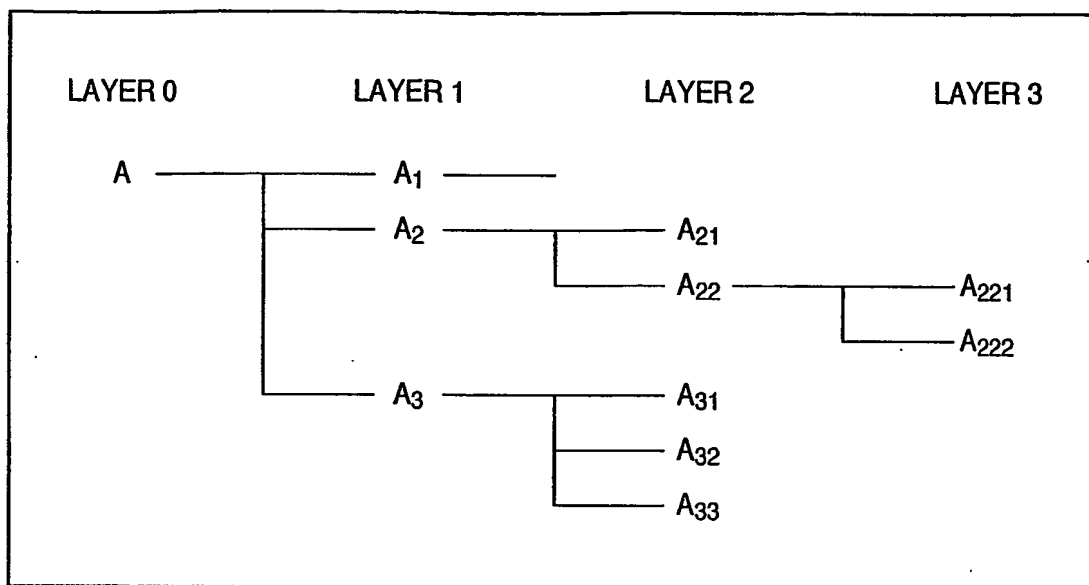 LAYER 0 LAYER 1 LAYER 2 LAYER 3
A A₁
A₂ A₂₁
A₂₂ A₂₂₁
A₂₂₂
A₃ A₃₁
A₃₂
A₃₃